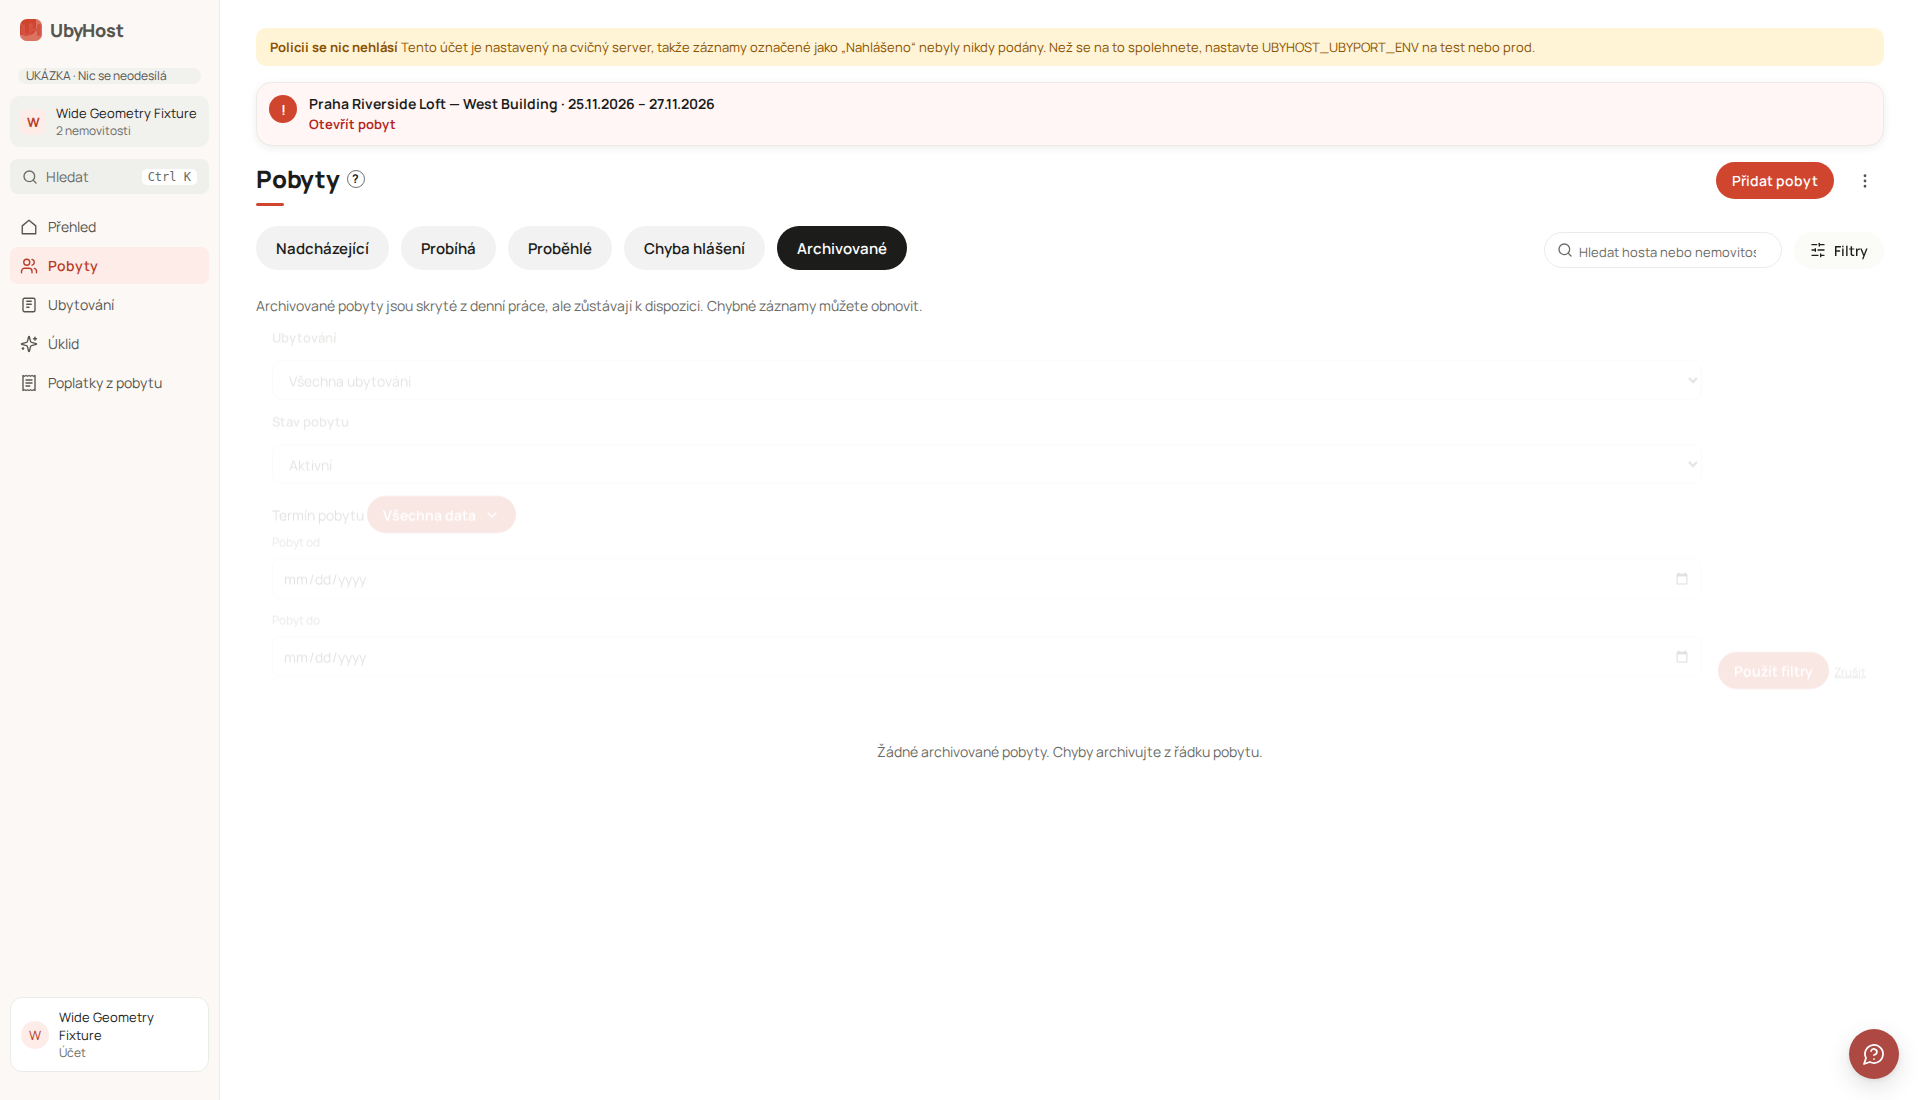 UbyHost
UKÁZKA · Nic se neodesílá
W
Wide Geometry Fixture
2 nemovitosti
Hledat
Ctrl K
Přehled
Pobyty
Ubytování
Úklid
Poplatky z pobytu
W
Wide Geometry
Fixture
Účet
Policii se nic nehlásí Tento účet je nastavený na cvičný server, takže záznamy označené jako „Nahlášeno“ nebyly nikdy podány. Než se na to spolehnete, nastavte UBYHOST_UBYPORT_ENV na test nebo prod.
!
Praha Riverside Loft — West Building · 25.11.2026 – 27.11.2026
Otevřít pobyt
Pobyty ?
Přidat pobyt
Nadcházející
Probíhá
Proběhlé
Chyba hlášení
Archivované
Hledat hosta nebo nemovitos
Filtry
Archivované pobyty jsou skryté z denní práce, ale zůstávají k dispozici. Chybné záznamy můžete obnovit.
Ubytování
Všechna ubytování
Stav pobytu
Aktivní
Termín pobytu
Všechna data
Pobyt od
mm/dd/yyyy
Pobyt do
mm/dd/yyyy
Použít filtry
Zrušit
Žádné archivované pobyty. Chyby archivujte z řádku pobytu.